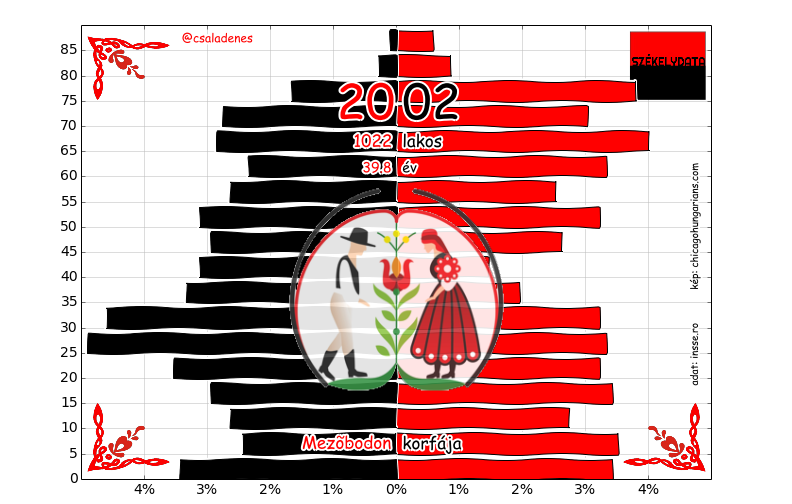 @csaladenes
SZÉKELYDATA
2002
1022 lakos
39.8 év
kép: chicagohungarians.com
adat: insse.ro
Mezőbodon korfája
85
80
75
70
65
60
55
50
45
40
35
30
25
20
15
10
5
0
4% 3% 2% 1% 0% 1% 2% 3% 4%